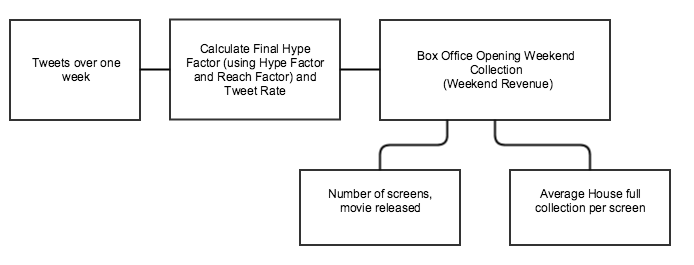 Tweets over one
week
Calculate Final Hype
Factor (using Hype Factor
and Reach Factor) and
Tweet Rate
Box Office Opening Weekend
Collection
(Weekend Revenue)
Number of screens,
movie released
Average House full
collection per screen